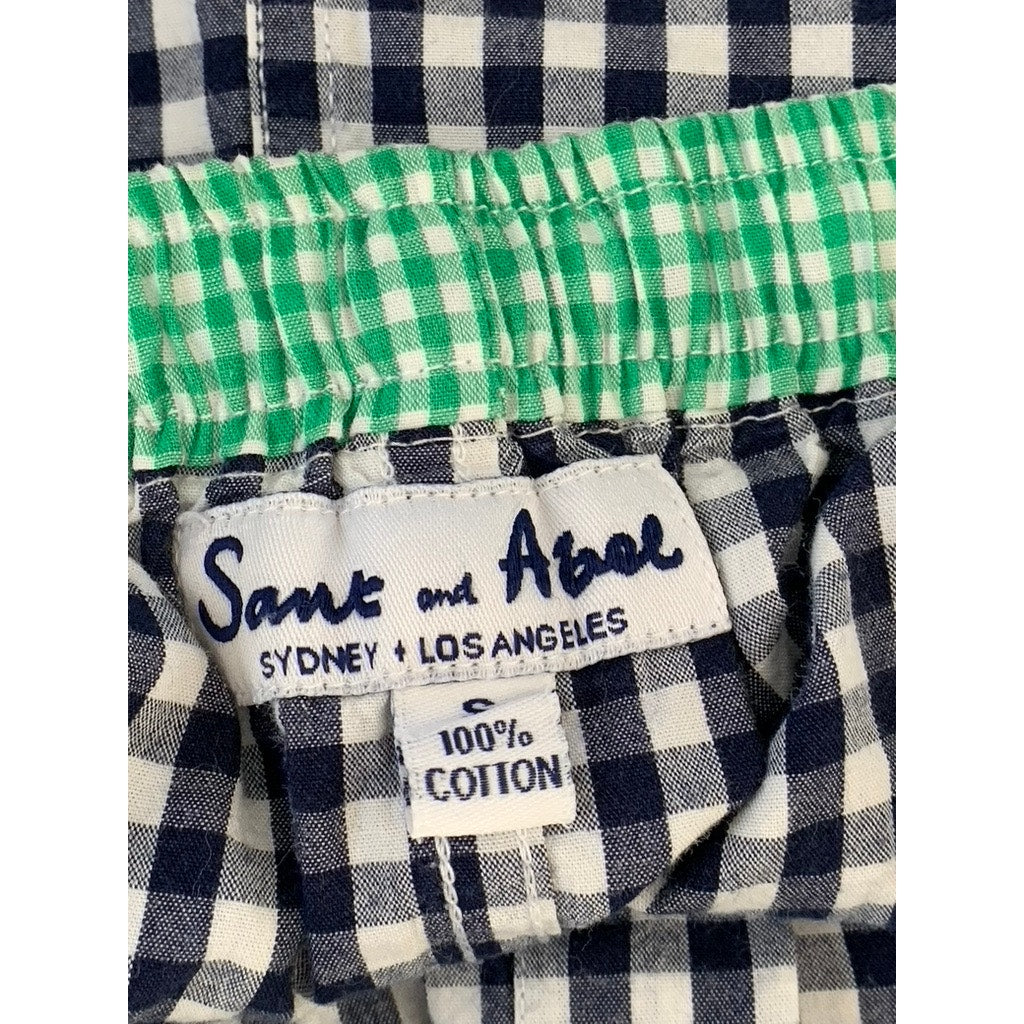 Sant and Abel
SYDNEY + LOS ANGELES
S
100%
COTTON